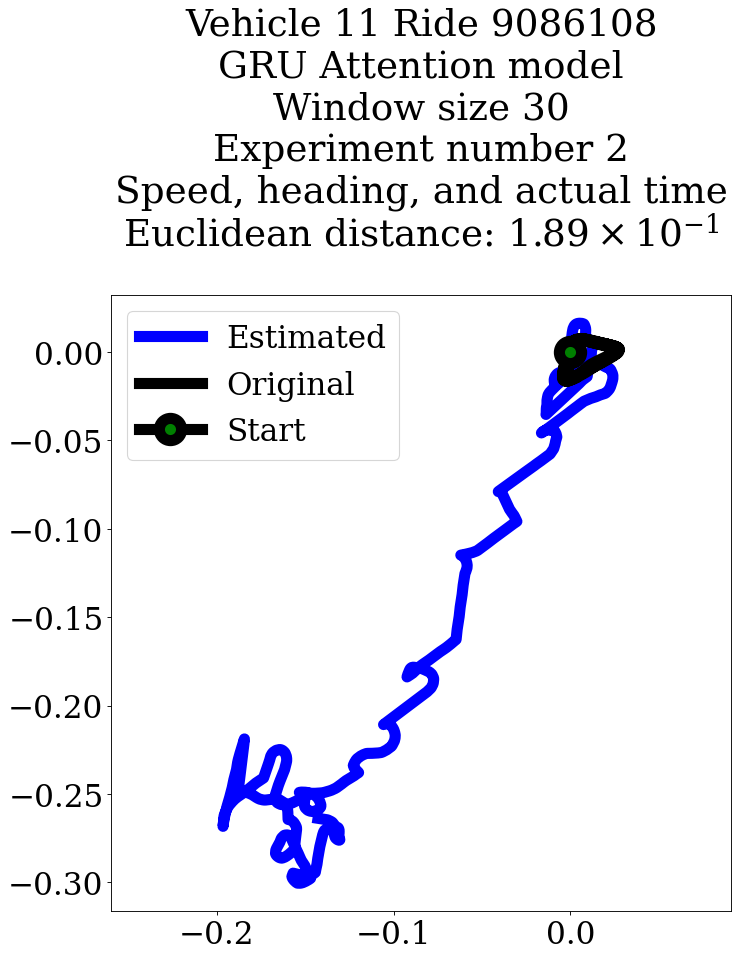 Vehicle 11 Ride 9086108
GRU Attention model
Window size 30
Experiment number 2
Speed, heading, and actual time
Euclidean distance: 1.89 × 10⁻¹
Estimated
Original
Start
0.00
−0.05
−0.10
−0.15
−0.20
−0.25
−0.30
−0.2
−0.1
0.0